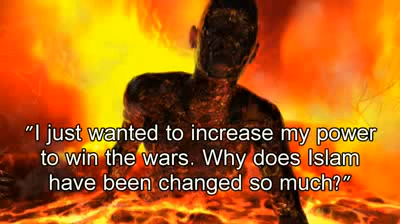 "I just wanted to increase my power
to win the wars. Why does Islam
have been changed so much?"